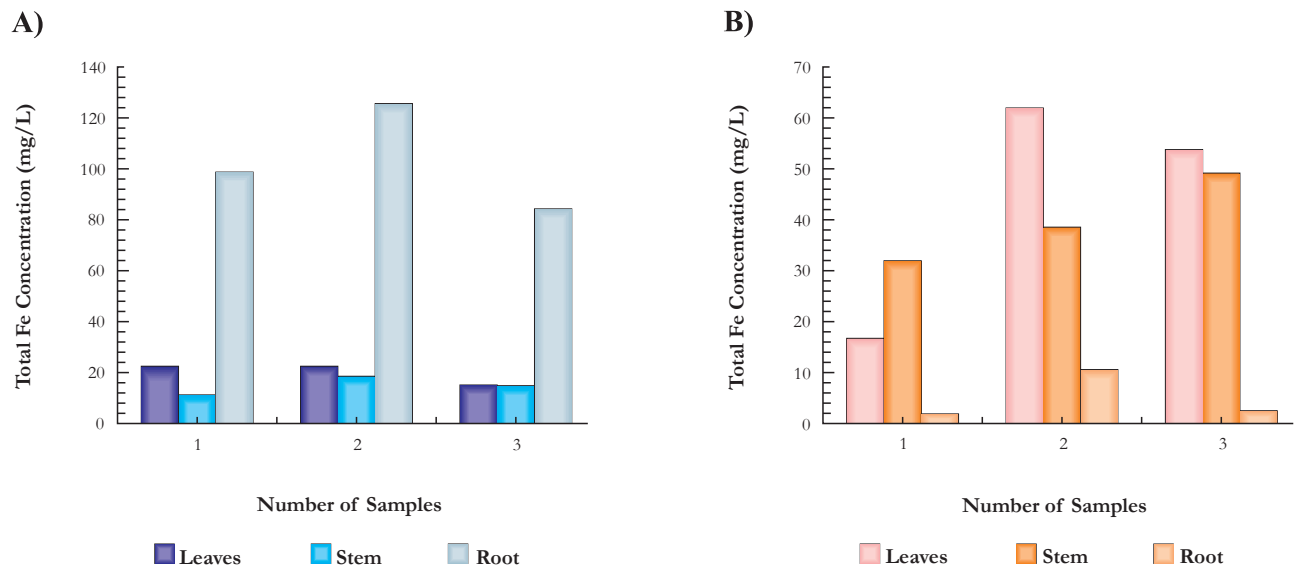 A)
Total Fe Concentration (mg/L)
140
120
100
80
60
40
20
0
1 2 3
Number of Samples
Leaves Stem Root
B)
Total Fe Concentration (mg/L)
70
60
50
40
30
20
10
0
1 2 3
Number of Samples
Leaves Stem Root